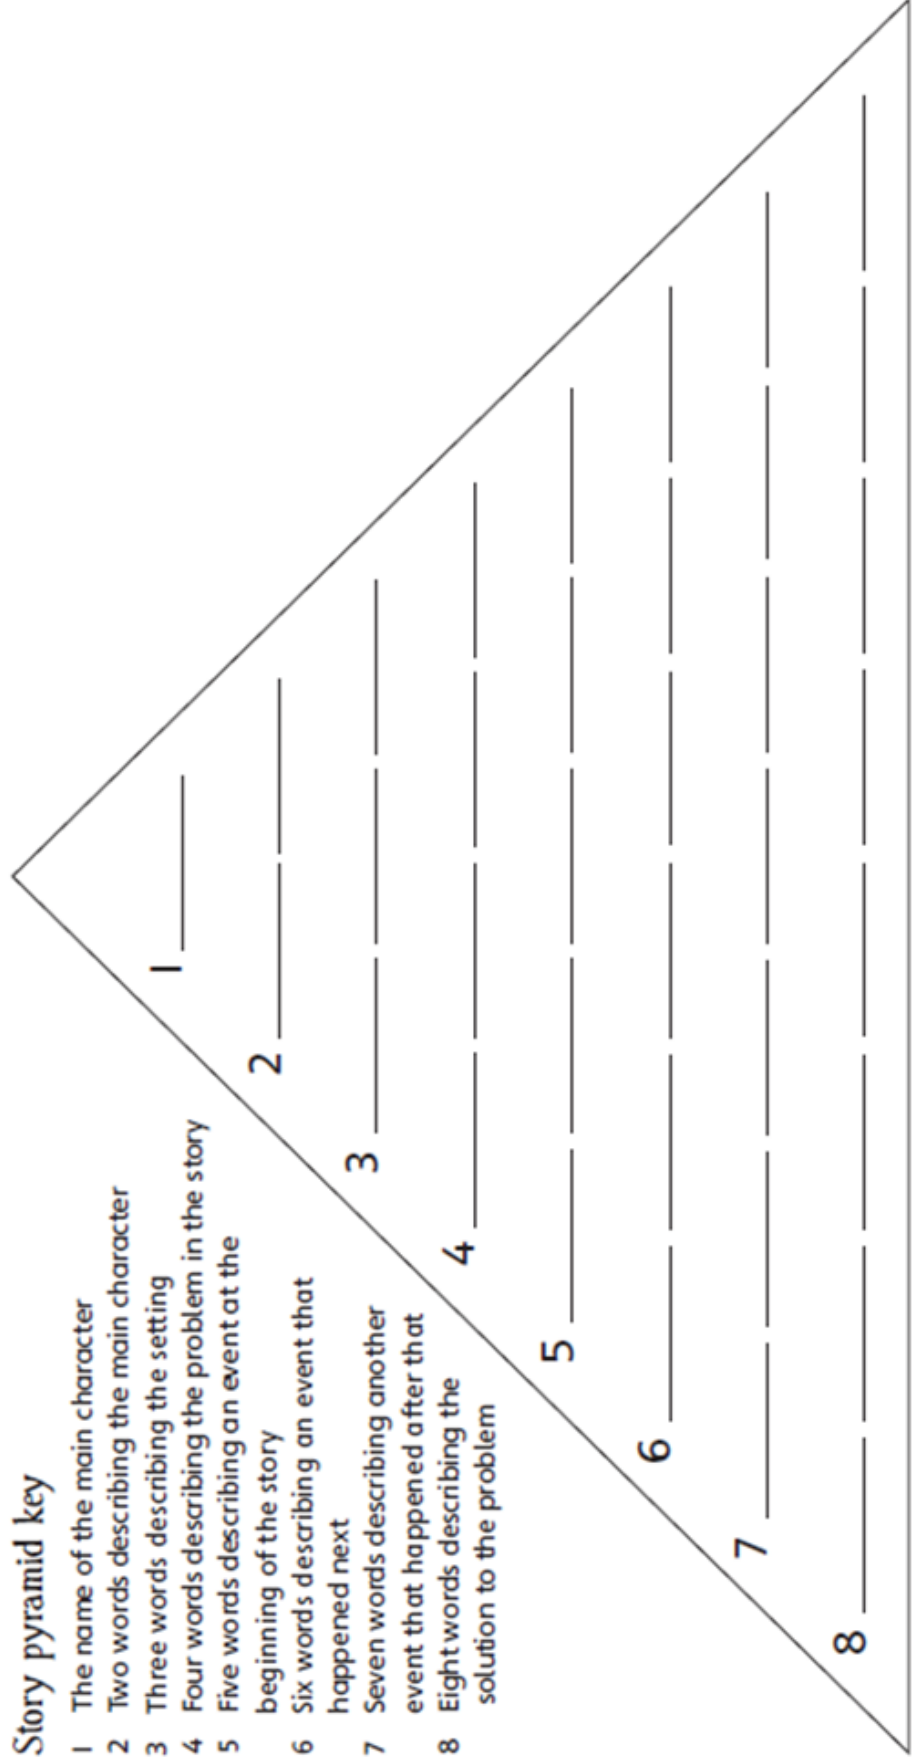 Story pyramid key
1 The name of the main character
2 Two words describing the main character
3 Three words describing the setting
4 Four words describing the problem in the story
5 Five words describing an event at the
beginning of the story
6 Six words describing an event that
happened next
7 Seven words describing another
event that happened after that
8 Eight words describing the
solution to the problem
1
2
3
4
5
6
7
8